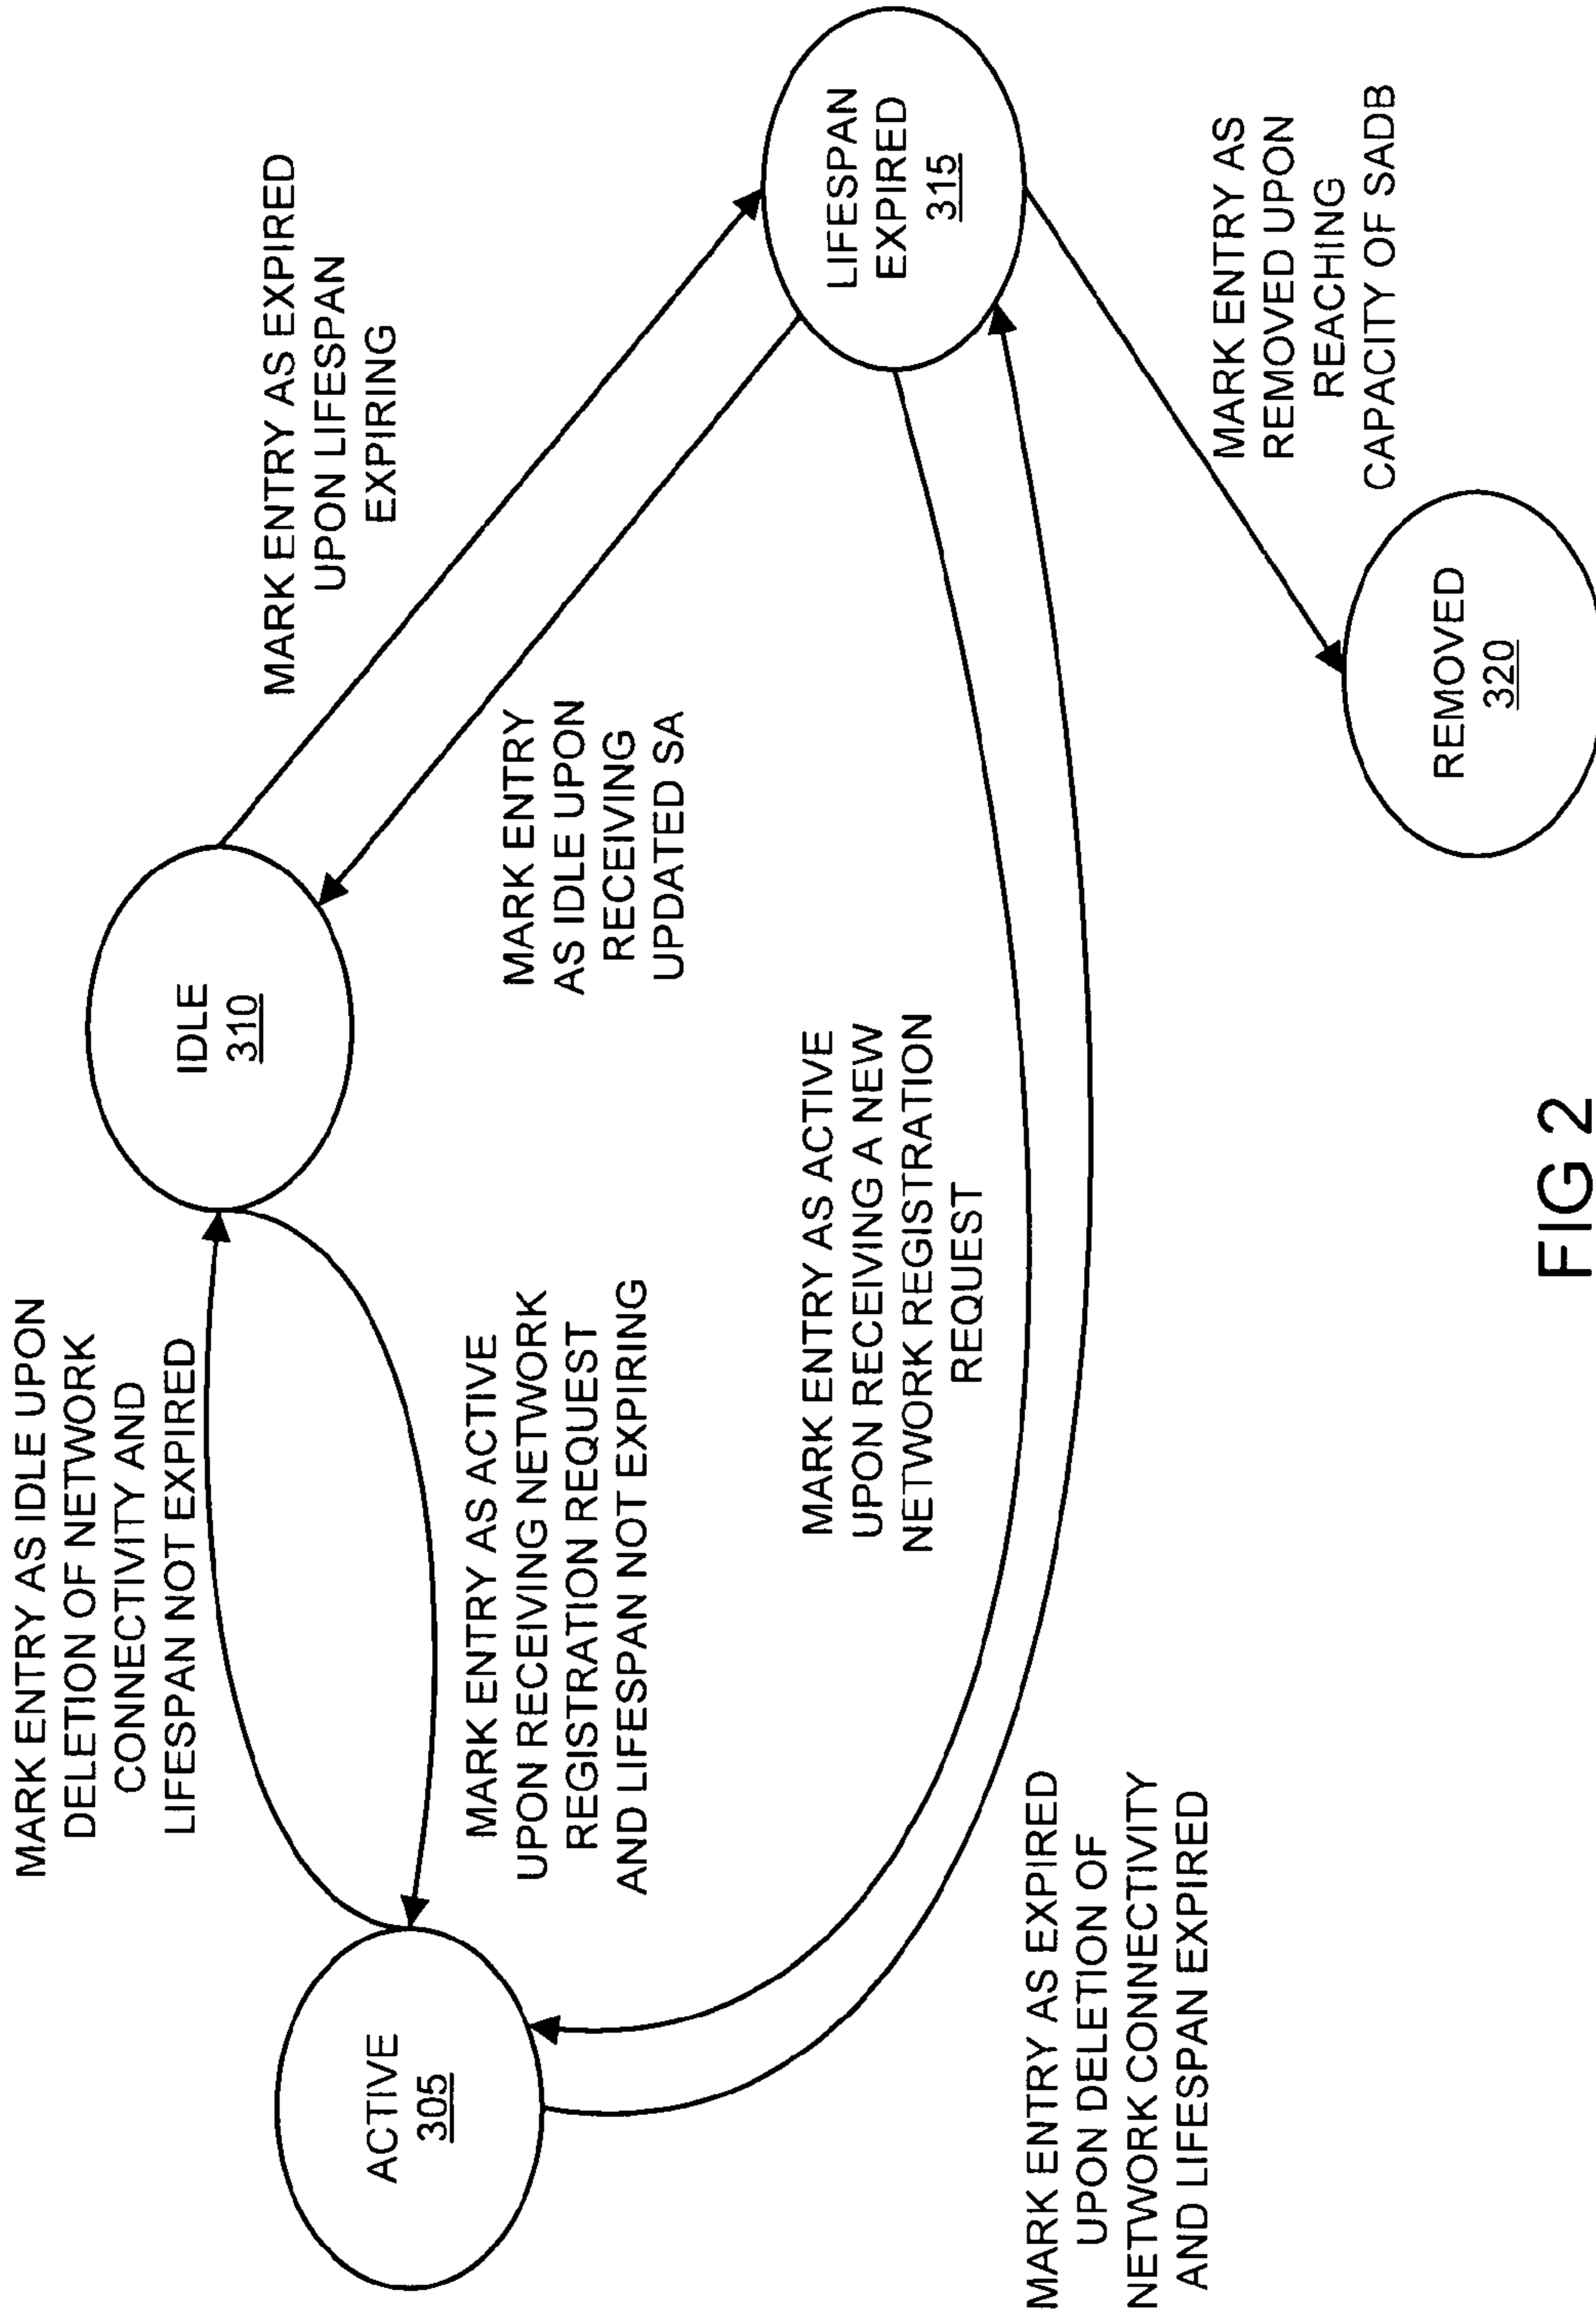 MARK ENTRY AS IDLE UPON
DELETION OF NETWORK
CONNECTIVITY AND
LIFESPAN NOT EXPIRED
IDLE
310
MARK ENTRY AS EXPIRED
UPON LIFESPAN
EXPIRING
ACTIVE
305
MARK ENTRY AS ACTIVE
UPON RECEIVING NETWORK
REGISTRATION REQUEST
AND LIFESPAN NOT EXPIRING
MARK ENTRY
AS IDLE UPON
RECEIVING
UPDATED SA
LIFESPAN
EXPIRED
315
MARK ENTRY AS ACTIVE
UPON RECEIVING A NEW
NETWORK REGISTRATION
REQUEST
MARK ENTRY AS EXPIRED
UPON DELETION OF
NETWORK CONNECTIVITY
AND LIFESPAN EXPIRED
MARK ENTRY AS
REMOVED UPON
REACHING
CAPACITY OF SADB
REMOVED
320
FIG 2